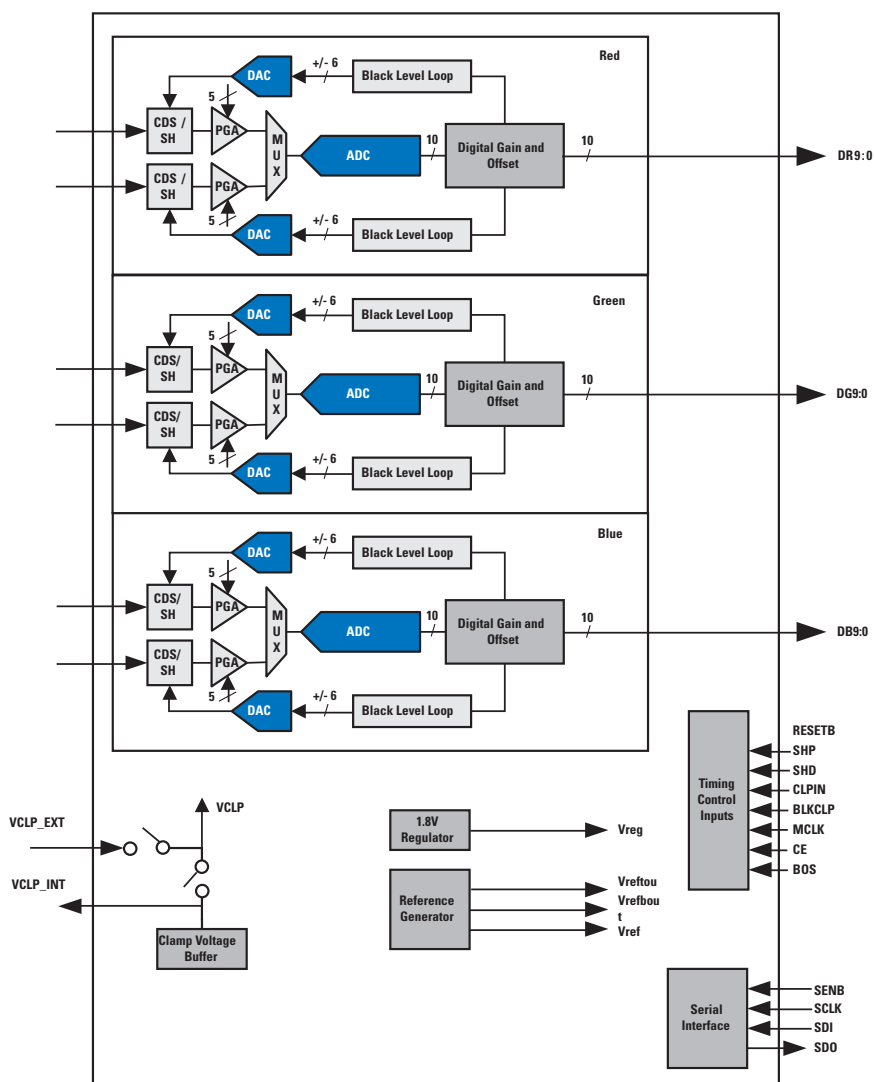 Red
DAC
+/- 6
Black Level Loop
5
CDS /
SH
PGA
M
U
X
ADC
10
Digital Gain and
Offset
10
DR9:0
CDS /
SH
PGA
5
DAC
+/- 6
Black Level Loop
Green
DAC
+/- 6
Black Level Loop
5
CDS/
SH
PGA
M
U
X
ADC
10
Digital Gain and
Offset
10
DG9:0
CDS/
SH
PGA
5
DAC
+/- 6
Black Level Loop
Blue
DAC
+/- 6
Black Level Loop
5
CDS/
SH
PGA
M
U
X
ADC
10
Digital Gain and
Offset
10
DB9:0
CDS/
SH
PGA
5
DAC
+/- 6
Black Level Loop
VCLP_EXT
VCLP
VCLP_INT
Clamp Voltage
Buffer
1.8V
Regulator
Vreg
Reference
Generator
Vreftou
Vrefbou
t
Vref
Timing
Control
Inputs
RESETB
SHP
SHD
CLPIN
BLKCLP
MCLK
CE
BOS
Serial
Interface
SENB
SCLK
SDI
SDO